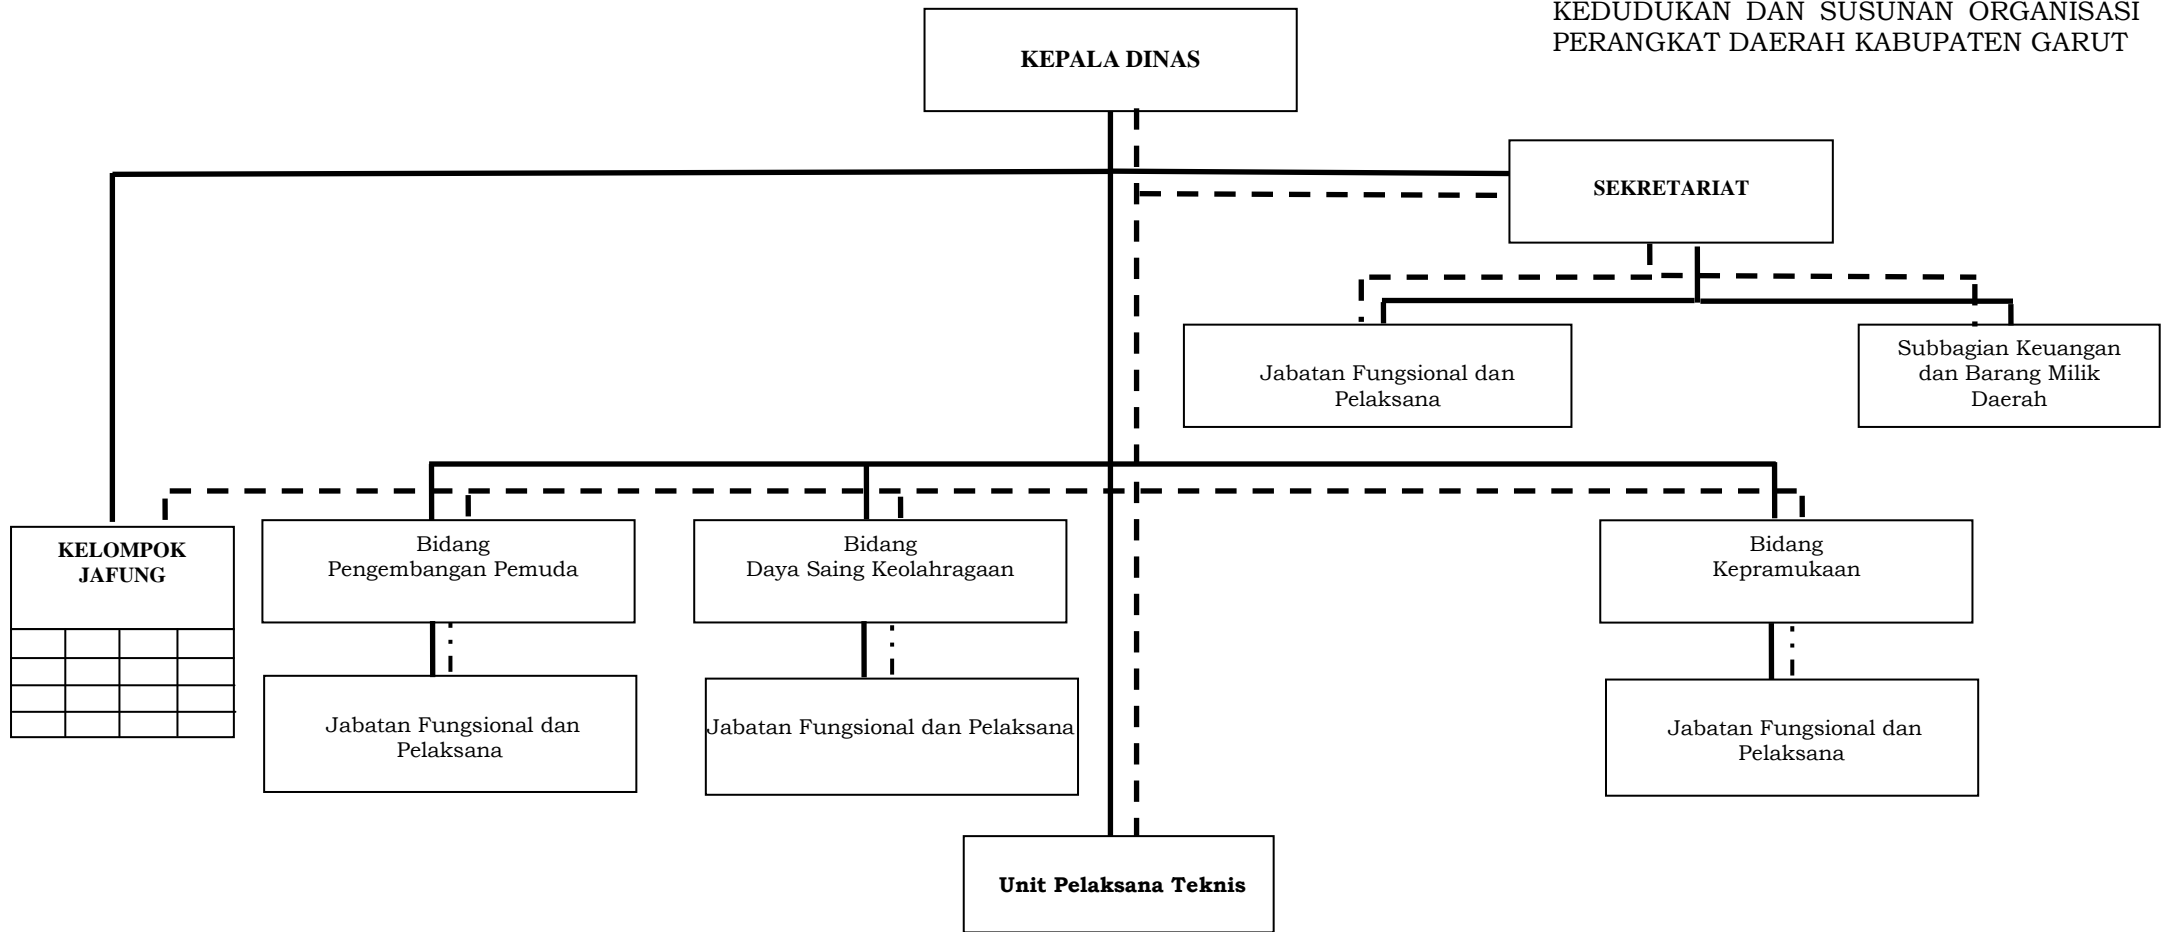 KEDUDUKAN DAN SUSUNAN ORGANISASI
PERANGKAT DAERAH KABUPATEN GARUT
KEPALA DINAS
SEKRETARIAT
Jabatan Fungsional dan
Pelaksana
Subbagian Keuangan
dan Barang Milik
Daerah
KELOMPOK
JAFUNG
Bidang
Pengembangan Pemuda
Bidang
Daya Saing Keolahragaan
Bidang
Kepramukaan
Jabatan Fungsional dan
Pelaksana
Jabatan Fungsional dan Pelaksana
Jabatan Fungsional dan
Pelaksana
Unit Pelaksana Teknis